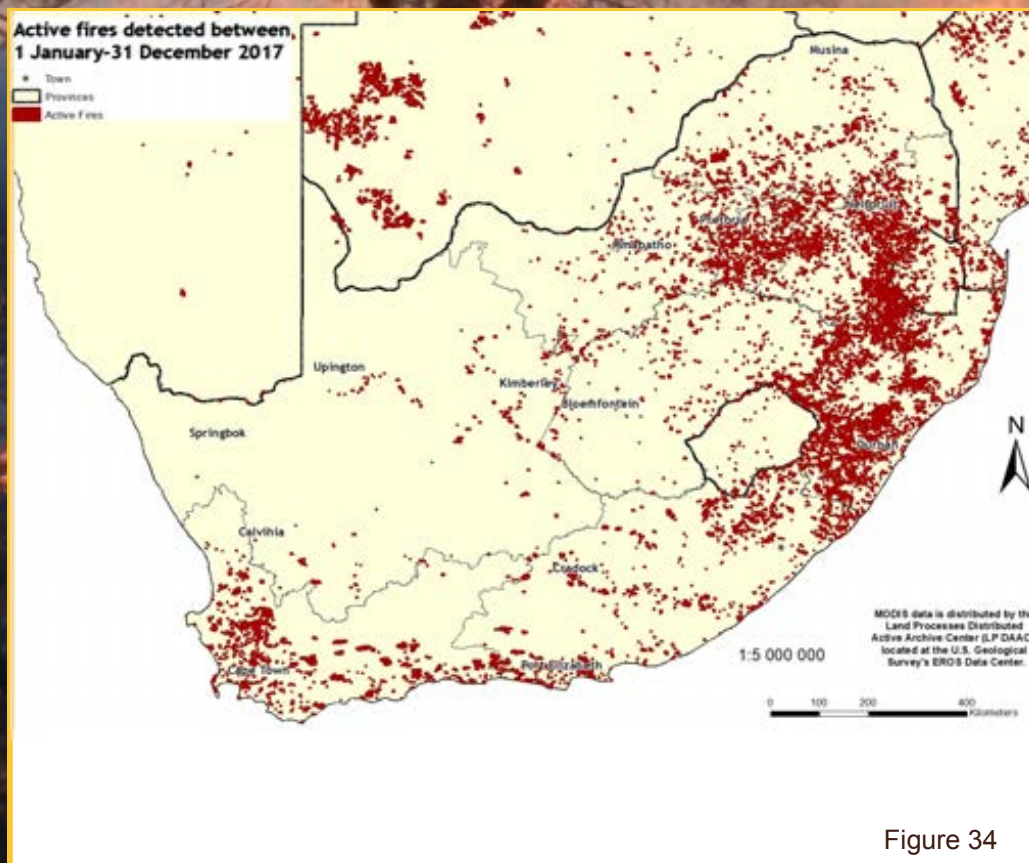 Active fires detected between,
1 January-31 December 2017
Town
Provinces
Active Fires
Musina
Nelspruit
Pretoria
Mmabatho
Upington
Kimberley
Bloemfontein
Springbok
Durban
N
Calvinia
Cradock
MODIS data is distributed by the
Land Processes Distributed
Active Archive Center (LP DAAC
located at the U.S. Geological
Survey's EROS Data Center.
1:5 000 000
Port Elizabeth
Cape Town
0 100 200 400
Kilometers
Figure 34